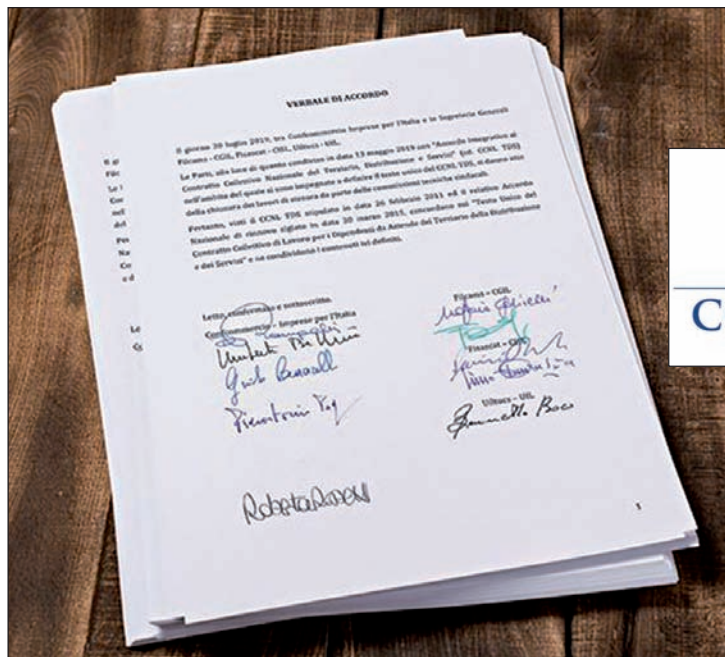 VERBALE DI ACCORDO
Il giorno 30 luglio 2019, tra Confcommercio Imprese per l'Italia e le Segreterie Generali
Filcams – CGIL, Fisascat – CISL, Uiltucs – UIL.
Le Parti, alla luce di quanto condiviso in data 13 maggio 2019 con "Accordo Integrativo al
Contratto Collettivo Nazionale del Terziario, Distribuzione e Servizi" (id. CCNL TDS)
nell'ambito del quale si sono impegnate a definire il testo unico del CCNL TDS, si danno atto
della chiusura dei lavori di stesura da parte delle commissioni tecniche sindacali.
Pertanto, visti il CCNL TDS stipulato in data 26 febbraio 2011 ed il relativo Accordo
Nazionale di rinnovo siglato in data 30 marzo 2015, concordano sul "Testo Unico del
Contratto Collettivo di Lavoro per i Dipendenti da Aziende del Terziario della Distribuzione
e dei Servizi" e ne condividono i contenuti ivi definiti.
Letto, confermato e sottoscritto.
Confcommercio – Imprese per l'Italia
Guido
Filcams – CGIL
Fisascat – CISL
Uiltucs – UIL
Roberta
1
C